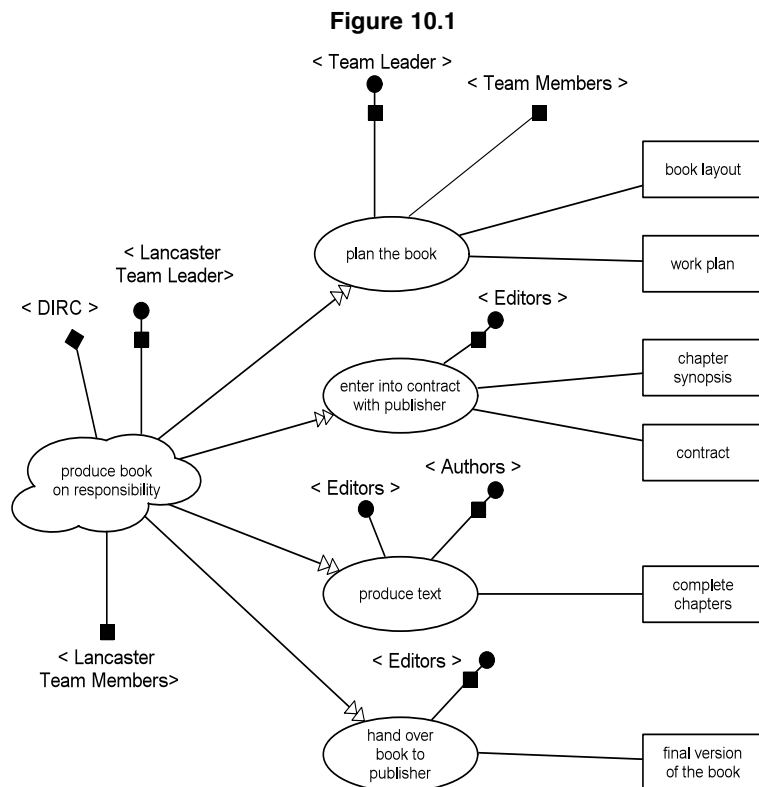 Figure 10.1
< Team Leader >
< Team Members >
book layout
plan the book
work plan
< Lancaster
Team Leader>
< DIRC >
< Editors >
chapter
synopsis
enter into contract
with publisher
contract
produce book
on responsibility
< Editors >
< Authors >
produce text
complete
chapters
< Lancaster
Team Members>
< Editors >
hand over
book to
publisher
final version
of the book